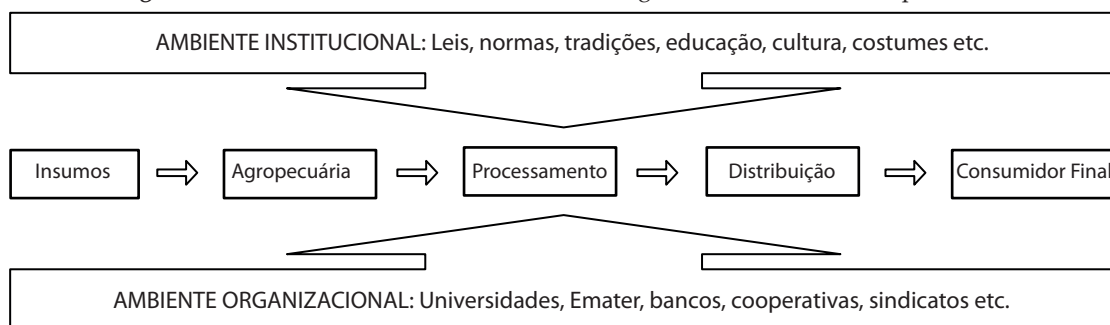 AMBIENTE INSTITUCIONAL: Leis, normas, tradições, educação, cultura, costumes etc.
Insumos
Agropecuária
Processamento
Distribuição
Consumidor Final
AMBIENTE ORGANIZACIONAL: Universidades, Emater, bancos, cooperativas, sindicatos etc.